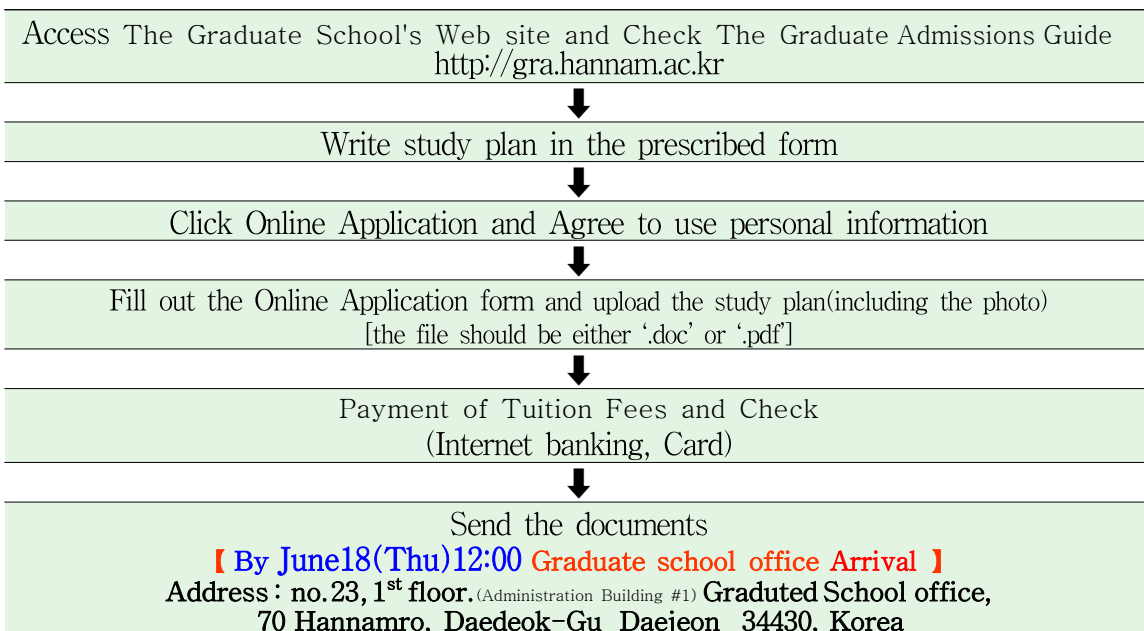 Access The Graduate School's Web site and Check The Graduate Admissions Guide
http://gra.hannam.ac.kr
Write study plan in the prescribed form
Click Online Application and Agree to use personal information
Fill out the Online Application form and upload the study plan(including the photo)
[the file should be either ‘.doc’ or ‘.pdf’]
Payment of Tuition Fees and Check
(Internet banking, Card)
Send the documents
【 By June18(Thu)12:00 Graduate school office Arrival 】
Address : no.23, 1st floor.(Administration Building #1) Graduted School office,
70 Hannamro, Daedeok-Gu Daejeon 34430, Korea